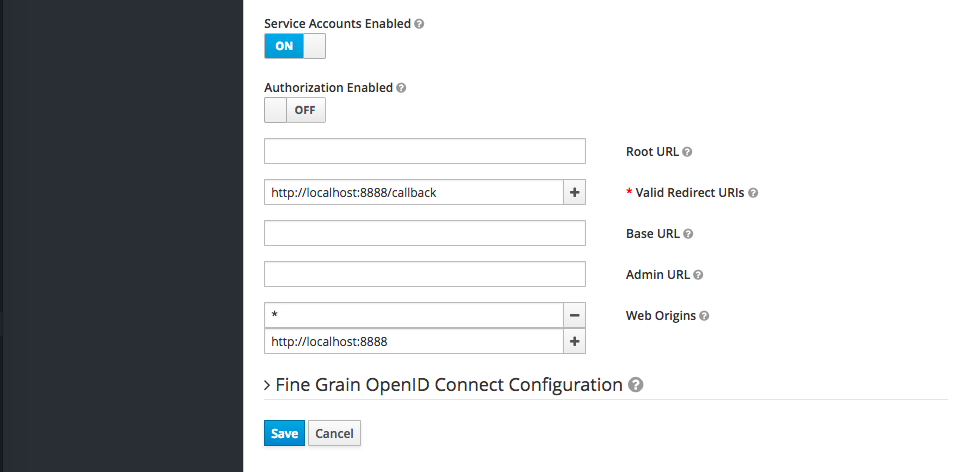 Service Accounts Enabled
ON
Authorization Enabled
OFF
Root URL
http://localhost:8888/callback
* Valid Redirect URIs
Base URL
Admin URL
*
Web Origins
http://localhost:8888
Fine Grain OpenID Connect Configuration
Save Cancel